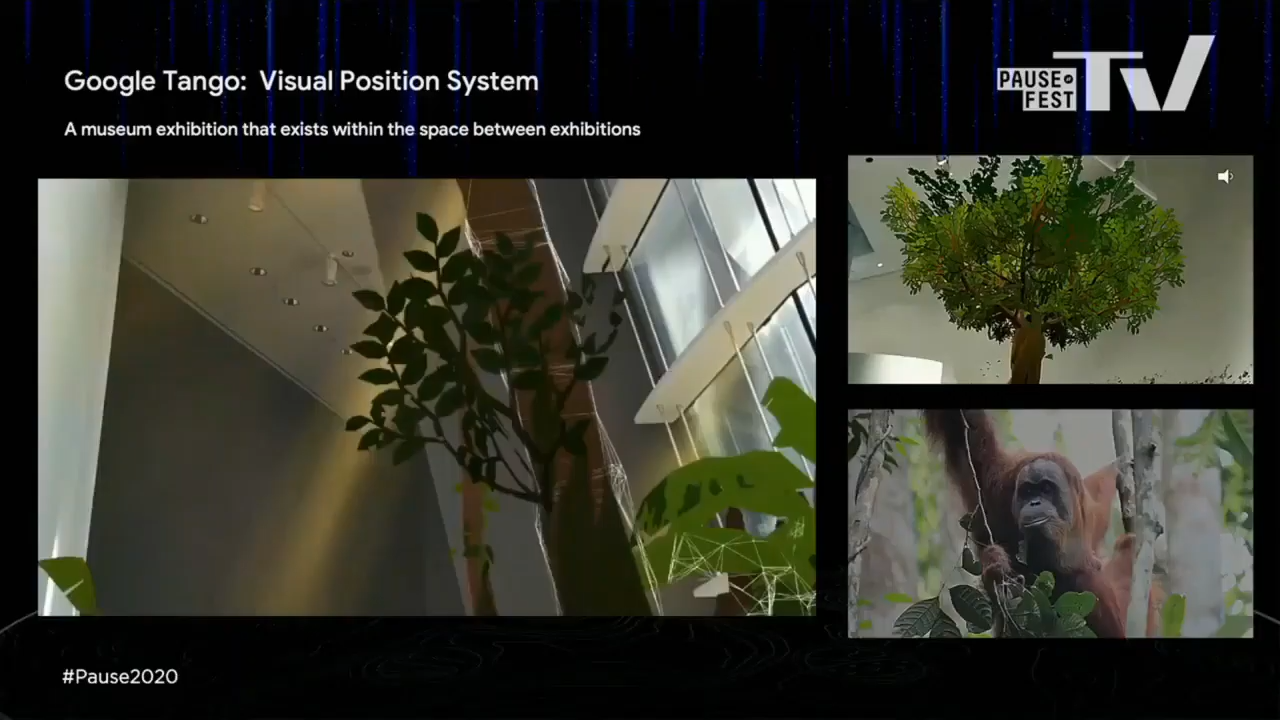 Google Tango:  Visual Position System
A museum exhibition that exists within the space between exhibitions
PAUSE
FEST
TV
#Pause2020